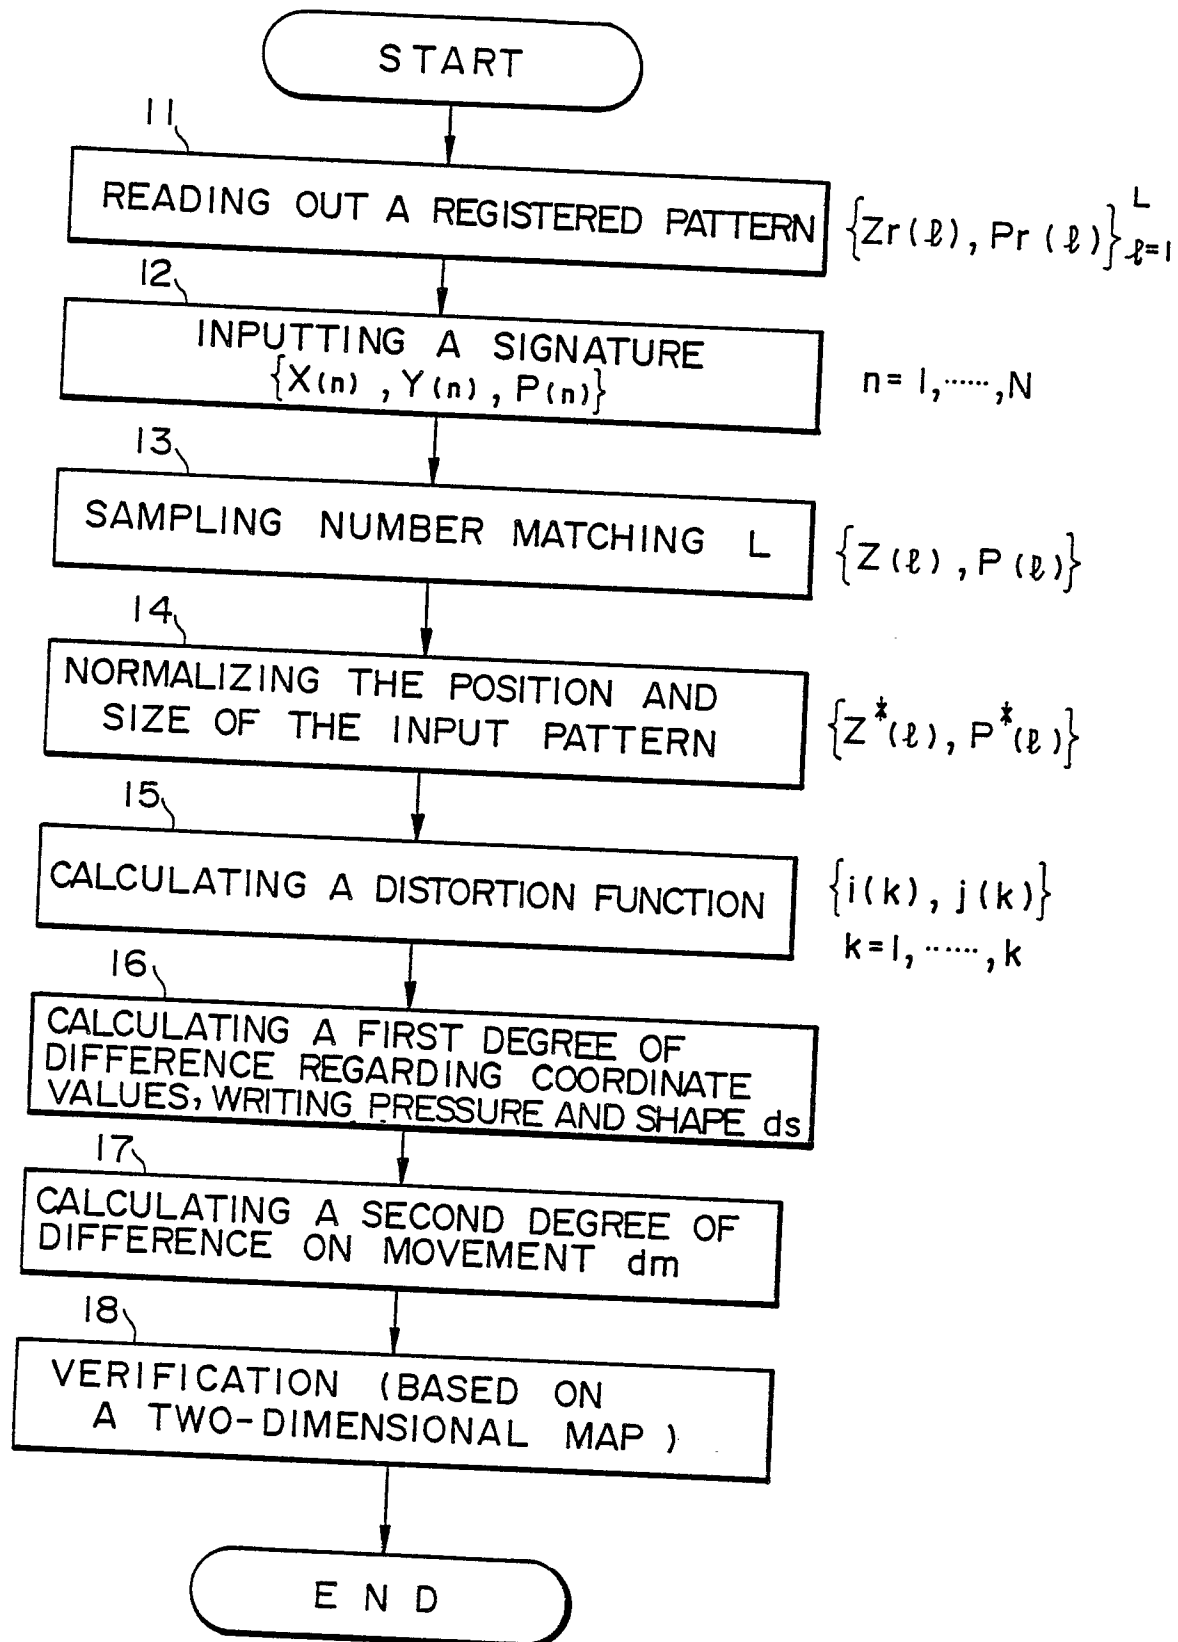 START
11
READING OUT A REGISTERED PATTERN
{Zr(ℓ), Pr(ℓ)} L ℓ=1
12
INPUTTING A SIGNATURE
{X(n), Y(n), P(n)}
n=1,······,N
13
SAMPLING NUMBER MATCHING L
{Z(ℓ), P(ℓ)}
14
NORMALIZING THE POSITION AND
SIZE OF THE INPUT PATTERN
{Z*(ℓ), P*(ℓ)}
15
CALCULATING A DISTORTION FUNCTION
{i(k), j(k)}
k=1,······,k
16
CALCULATING A FIRST DEGREE OF
DIFFERENCE REGARDING COORDINATE
VALUES, WRITING PRESSURE AND SHAPE ds
17
CALCULATING A SECOND DEGREE OF
DIFFERENCE ON MOVEMENT dm
18
VERIFICATION (BASED ON
A TWO-DIMENSIONAL MAP)
END